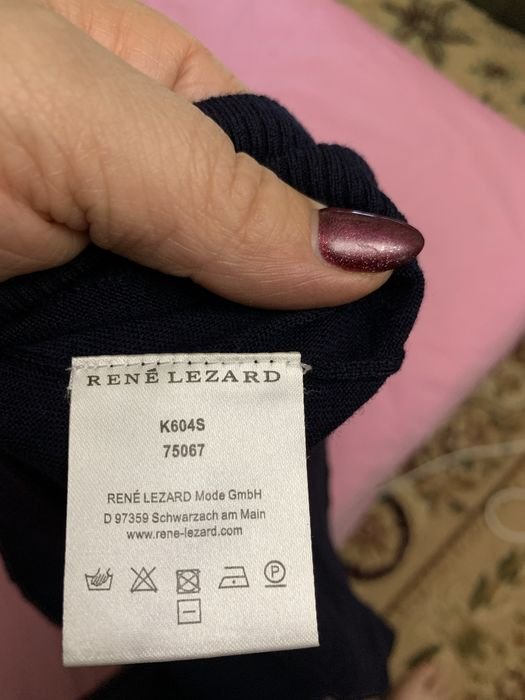 RENÉ LEZARD
K604S
75067
RENÉ LEZARD Mode GmbH
D 97359 Schwarzach am Main
www.rene-lezard.com
P